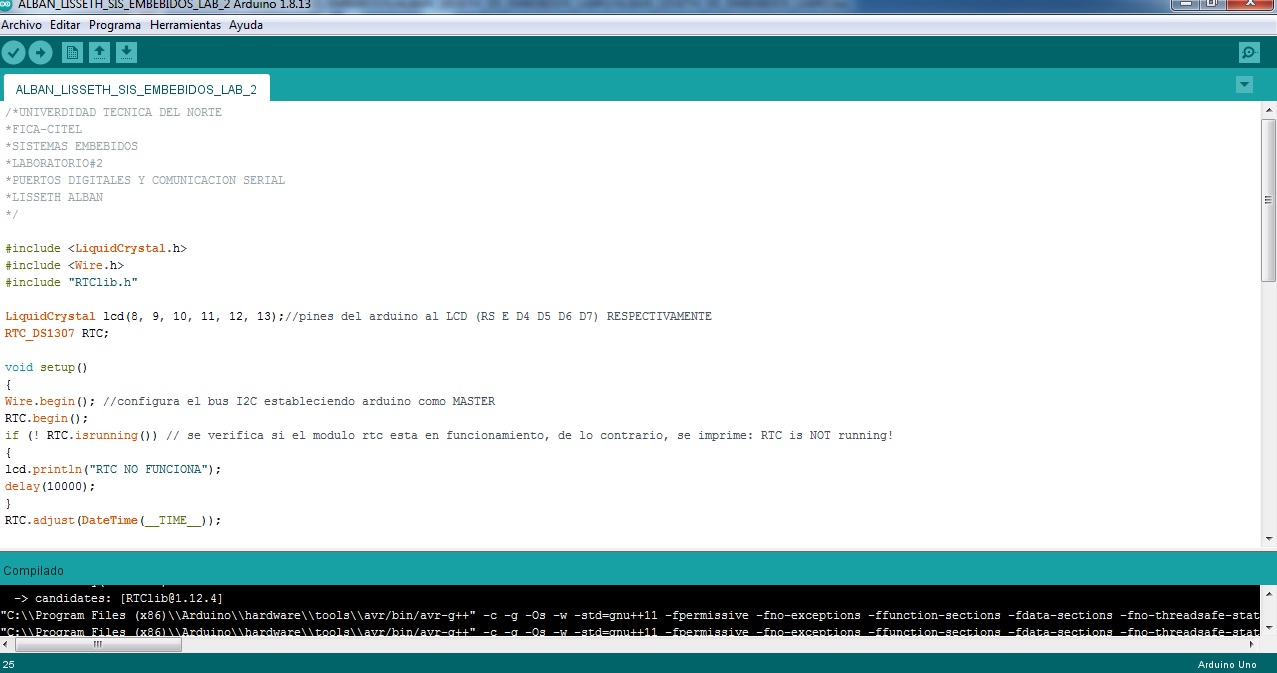 ALBAN_LISSETH_SIS_EMBEBIDOS_LAB_2 Arduino 1.8.13
Archivo Editar Programa Herramientas Ayuda
ALBAN_LISSETH_SIS_EMBEBIDOS_LAB_2
/*UNIVERDIDAD TECNICA DEL NORTE
*FICA-CITEL
*SISTEMAS EMBEBIDOS
*LABORATORIO#2
*PUERTOS DIGITALES Y COMUNICACION SERIAL
*LISSETH ALBAN
*/
#include <LiquidCrystal.h>
#include <Wire.h>
#include "RTClib.h"
LiquidCrystal lcd(8, 9, 10, 11, 12, 13);//pines del arduino al LCD (RS E D4 D5 D6 D7) RESPECTIVAMENTE
RTC_DS1307 RTC;
void setup()
{
Wire.begin(); //configura el bus I2C estableciendo arduino como MASTER
RTC.begin();
if (! RTC.isrunning()) // se verifica si el modulo rtc esta en funcionamiento, de lo contrario, se imprime: RTC is NOT running!
{
lcd.println("RTC NO FUNCIONA");
delay(10000);
}
RTC.adjust(DateTime(__TIME__));
Compilado
-> candidates: [RTClib@1.12.4]
"C:\\Program Files (x86)\\Arduino\\hardware\\tools\\avr/bin/avr-g++" -c -g -Os -w -std=gnu++11 -fpermissive -fno-exceptions -ffunction-sections -fdata-sections -fno-threadsafe-stat
"C:\\Program Files (x86)\\Arduino\\hardware\\tools\\avr/bin/avr-g++" -c -g -Os -w -std=gnu++11 -fpermissive -fno-exceptions -ffunction-sections -fdata-sections -fno-threadsafe-stat
25
Arduino Uno